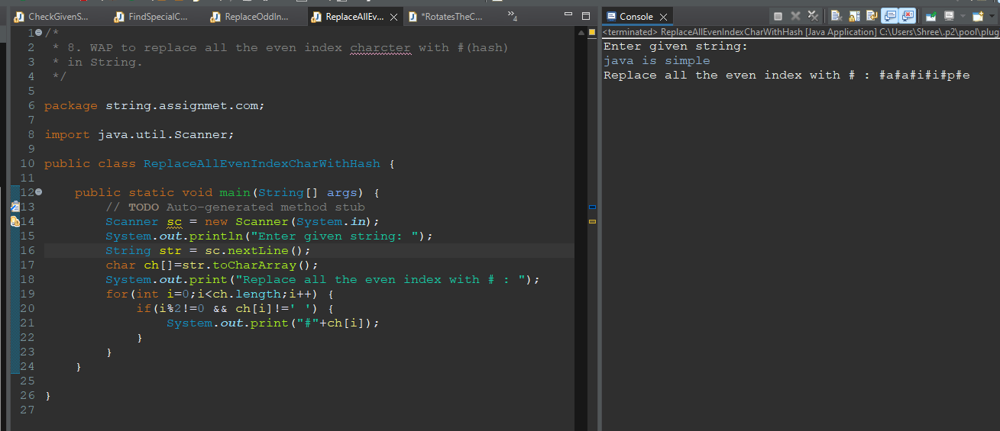 CheckGivenS...
FindSpecialC...
ReplaceOddIn...
ReplaceAllEv...
*RotatesTheC...
»4
1 /*
2 * 8. WAP to replace all the even index charcter with #(hash)
3 * in String.
4 */
5
6 package string.assignmet.com;
7
8 import java.util.Scanner;
9
10 public class ReplaceAllEvenIndexCharWithHash {
11
12 public static void main(String[] args) {
13 // TODO Auto-generated method stub
14 Scanner sc = new Scanner(System.in);
15 System.out.println("Enter given string: ");
16 String str = sc.nextLine();
17 char ch[]=str.toCharArray();
18 System.out.print("Replace all the even index with # : ");
19 for(int i=0;i<ch.length;i++) {
20 if(i%2!=0 && ch[i]!=' ') {
21 System.out.print("#"+ch[i]);
22 }
23 }
24 }
25
26 }
27
Console
<terminated> ReplaceAllEvenIndexCharWithHash [Java Application] C:\Users\Shree\.p2\pool\plug
Enter given string:
java is simple
Replace all the even index with # : #a#a#i#i#p#e